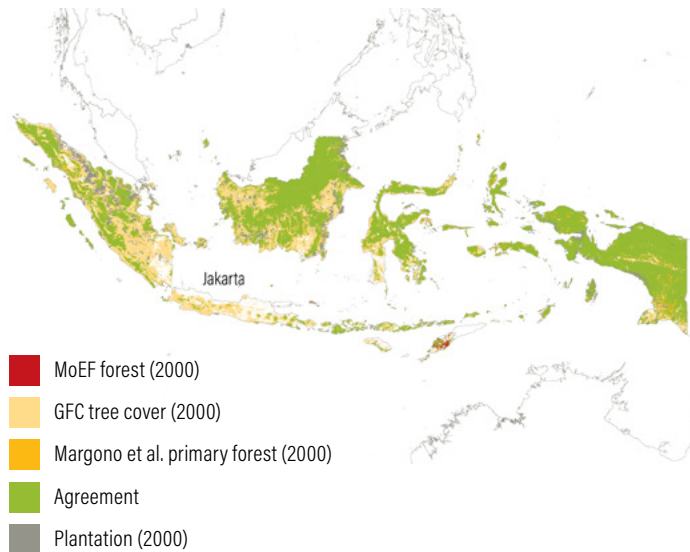 Jakarta
MoEF forest (2000)
GFC tree cover (2000)
Margono et al. primary forest (2000)
Agreement
Plantation (2000)